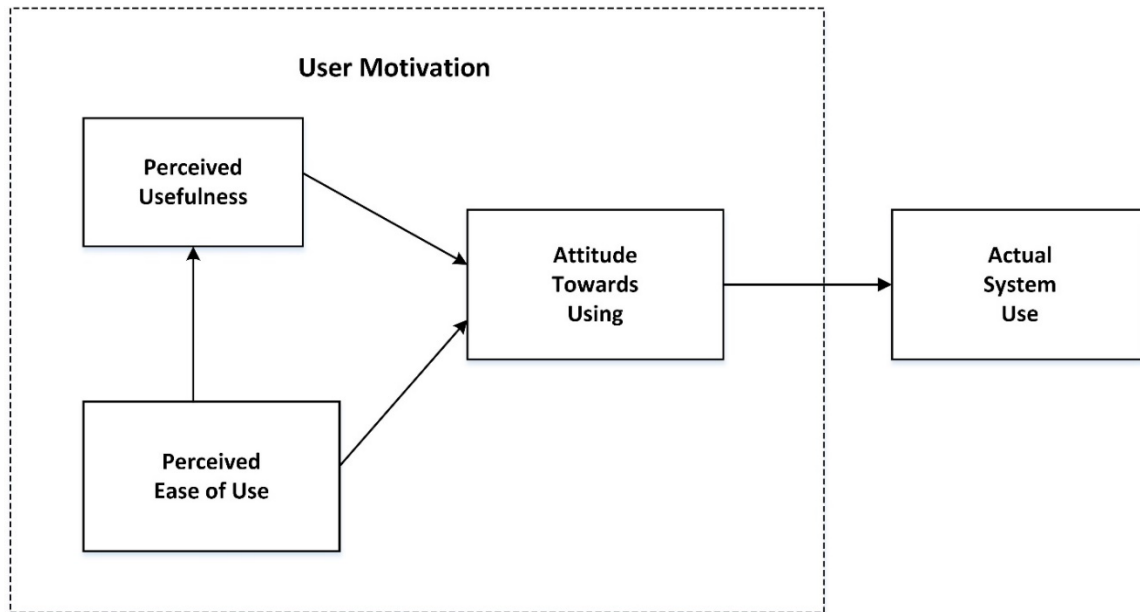 User Motivation
Perceived
Usefulness
Attitude
Towards
Using
Actual
System
Use
Perceived
Ease of Use